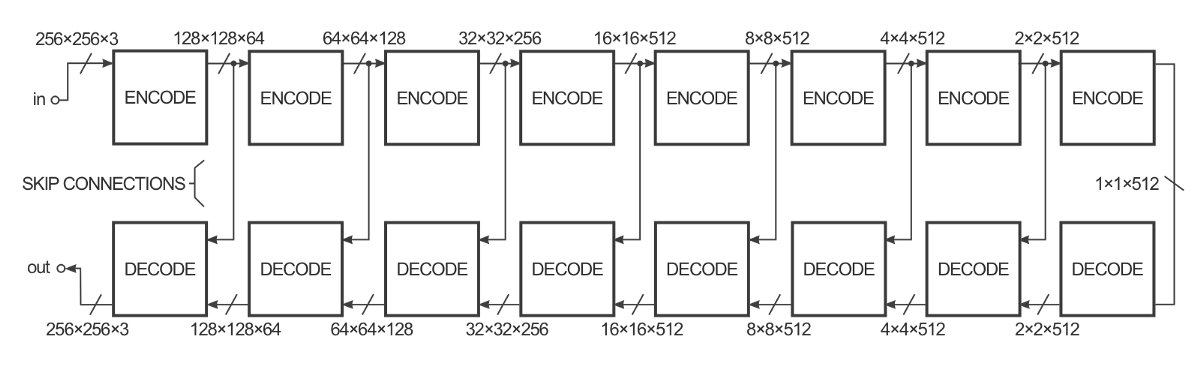 256×256×3 128×128×64 64×64×128 32×32×256 16×16×512 8×8×512 4×4×512 2×2×512
in ENCODE ENCODE ENCODE ENCODE ENCODE ENCODE ENCODE ENCODE
SKIP CONNECTIONS 1×1×512
out DECODE DECODE DECODE DECODE DECODE DECODE DECODE DECODE
256×256×3 128×128×64 64×64×128 32×32×256 16×16×512 8×8×512 4×4×512 2×2×512